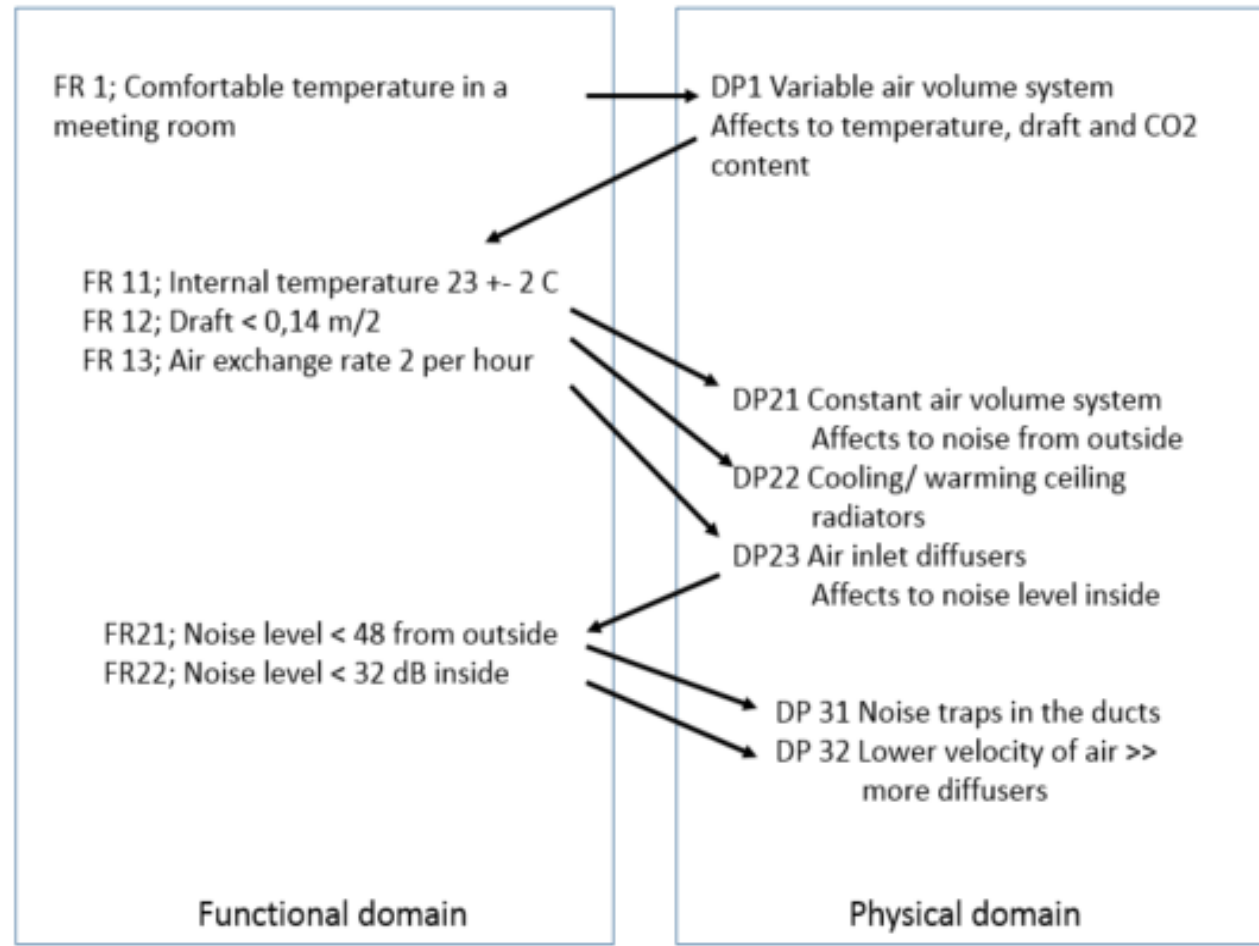 FR 1; Comfortable temperature in a
meeting room
DP1 Variable air volume system
Affects to temperature, draft and CO2
content
FR 11; Internal temperature 23 +- 2 C
FR 12; Draft < 0,14 m/2
FR 13; Air exchange rate 2 per hour
DP21 Constant air volume system
Affects to noise from outside
DP22 Cooling/ warming ceiling
radiators
DP23 Air inlet diffusers
Affects to noise level inside
FR21; Noise level < 48 from outside
FR22; Noise level < 32 dB inside
DP 31 Noise traps in the ducts
DP 32 Lower velocity of air >>
more diffusers
Functional domain
Physical domain